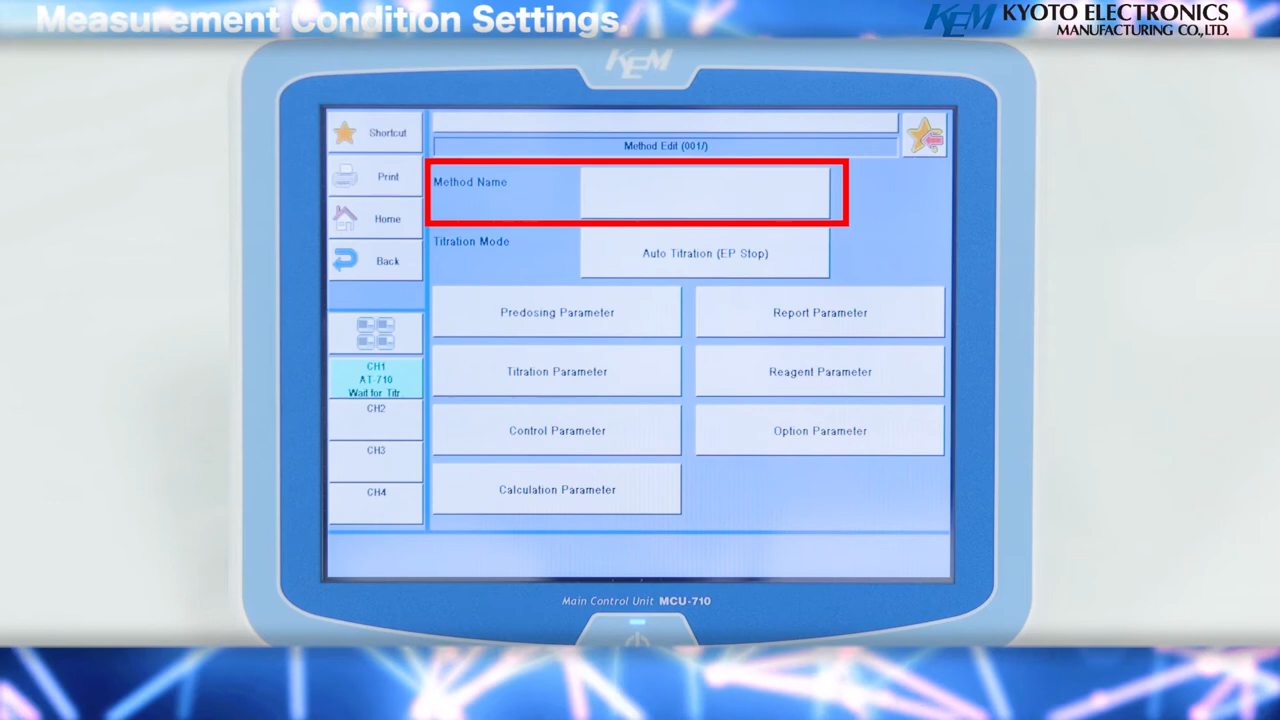 Measurement Condition Settings.
KEM KYOTO ELECTRONICS
MANUFACTURING CO.,LTD.
KEM
Shortcut
Print
Home
Back
CH1
AT-710
Wait for Titr
CH2
CH3
CH4
Method Edit (001/)
Method Name
Titration Mode
Auto Titration (EP Stop)
Predosing Parameter
Report Parameter
Titration Parameter
Reagent Parameter
Control Parameter
Option Parameter
Calculation Parameter
Main Control Unit MCU-710